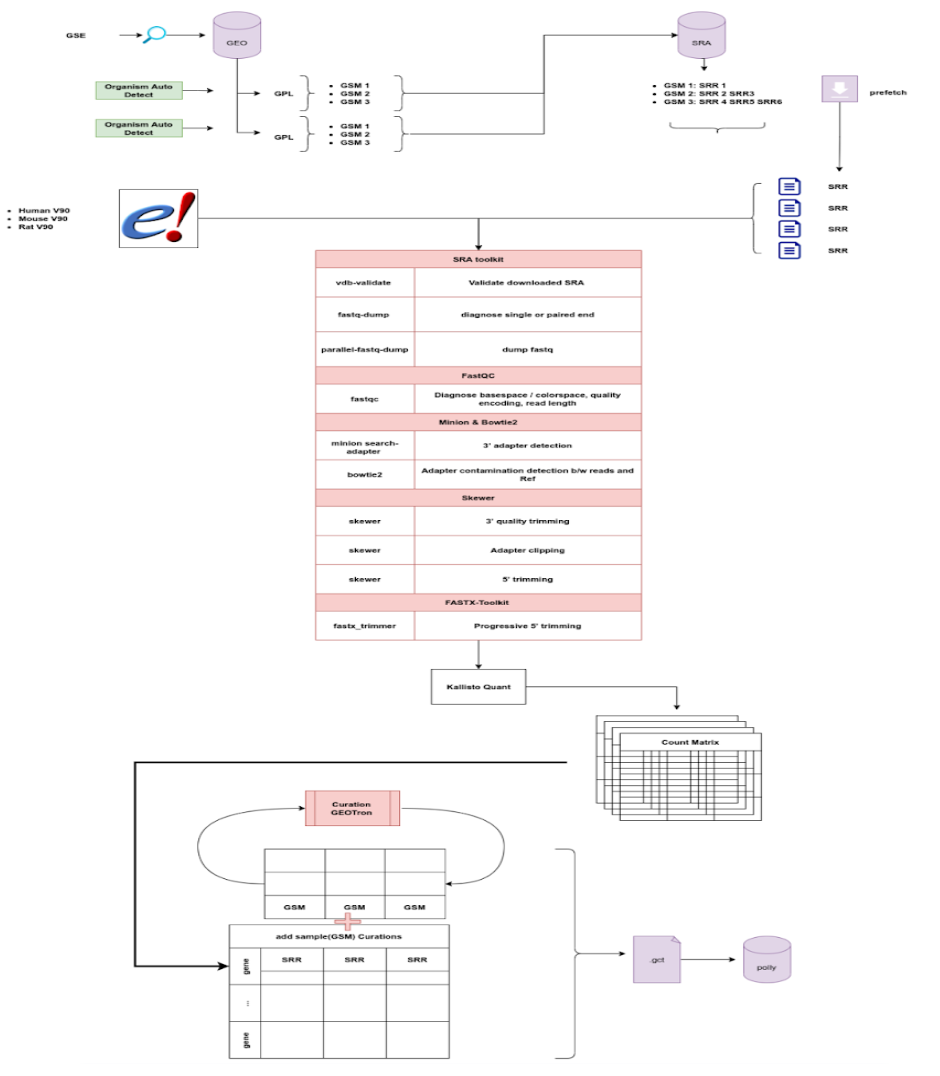 GSE
GEO
SRA
Organism Auto
Detect
GPL
• GSM 1
• GSM 2
• GSM 3
• GSM 1: SRR 1
• GSM 2: SRR 2 SRR3
• GSM 3: SRR 4 SRR5 SRR6
prefetch
Organism Auto
Detect
GPL
• GSM 1
• GSM 2
• GSM 3
• Human V90
• Mouse V90
• Rat V90
e!
SRR
SRR
SRR
SRR
SRA toolkit
vdb-validate
Validate downloaded SRA
fastq-dump
diagnose single or paired end
parallel-fastq-dump
dump fastq
FastQC
fastqc
Diagnose basespace / colorspace, quality
encoding, read length
Minion & Bowtie2
minion search-
adapter
3' adapter detection
bowtie2
Adapter contamination detection b/w reads and
Ref
Skewer
skewer
3' quality trimming
skewer
Adapter clipping
skewer
5' trimming
FASTX-Toolkit
fastx_trimmer
Progressive 5' trimming
Kallisto Quant
Count Matrix
Curation
GEOTron
GSM
GSM
GSM
add sample(GSM) Curations
gene
SRR
SRR
SRR
...
gene
.gct
polly